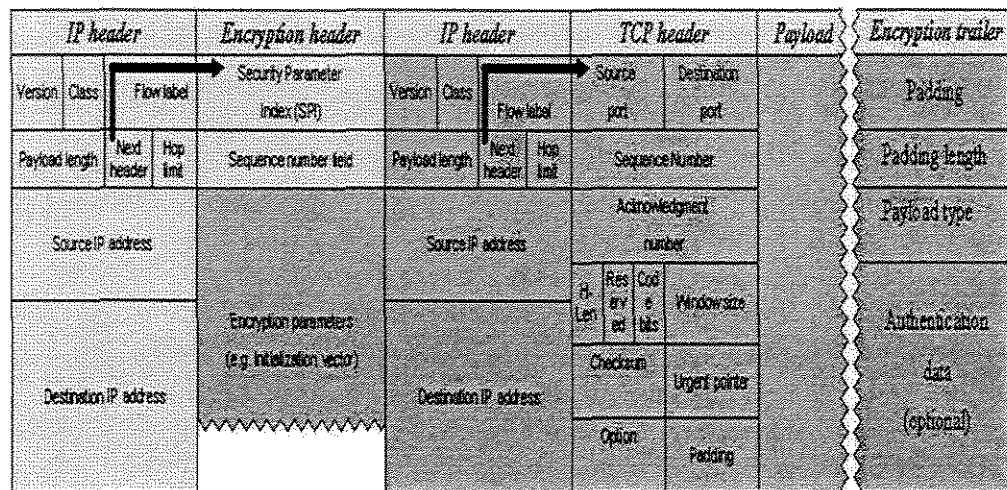 IP header Encryption header IP header TCP header Payload Encryption trailer
Version Class Flow label
Security Parameter
Index (SPI)
Version Class Flow label
Source port
Destination port
Padding
Payload length Next header Hop limit
Sequence number field
Payload length Next header Hop limit
Sequence Number
Padding length
Source IP address
Source IP address
Acknowledgment
number
Payload type
Encryption parameters
(e.g. initialization vector)
H-Len
Reserved
Code bits
Window size
Authentication
data
(optional)
Destination IP address
Destination IP address
Checksum
Urgent pointer
Option
Padding